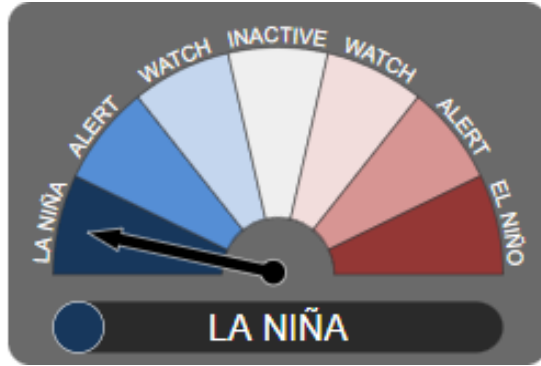 LA NIÑA
ALERT
WATCH
INACTIVE
WATCH
ALERT
EL NIÑO
LA NIÑA